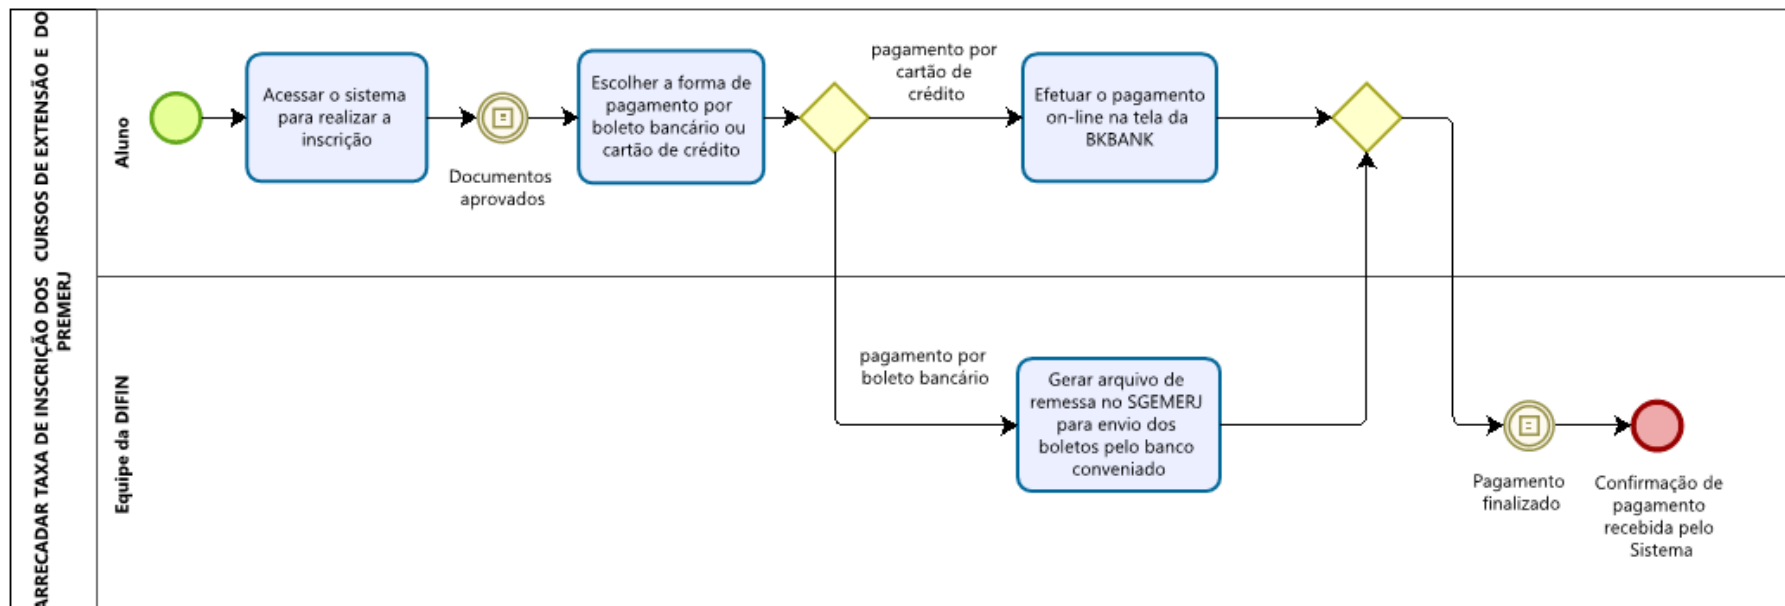 ARRECADAR TAXA DE INSCRIÇÃO DOS CURSOS DE EXTENSÃO E DO
PREMERJ
Aluno
Acessar o sistema
para realizar a
inscrição
Documentos
aprovados
Escolher a forma de
pagamento por
boleto bancário ou
cartão de crédito
pagamento por
cartão de
crédito
Efetuar o pagamento
on-line na tela da
BKBANK
Equipe da DIFIN
pagamento por
boleto bancário
Gerar arquivo de
remessa no SGEMERJ
para envio dos
boletos pelo banco
conveniado
Pagamento
finalizado
Confirmação de
pagamento
recebida pelo
Sistema